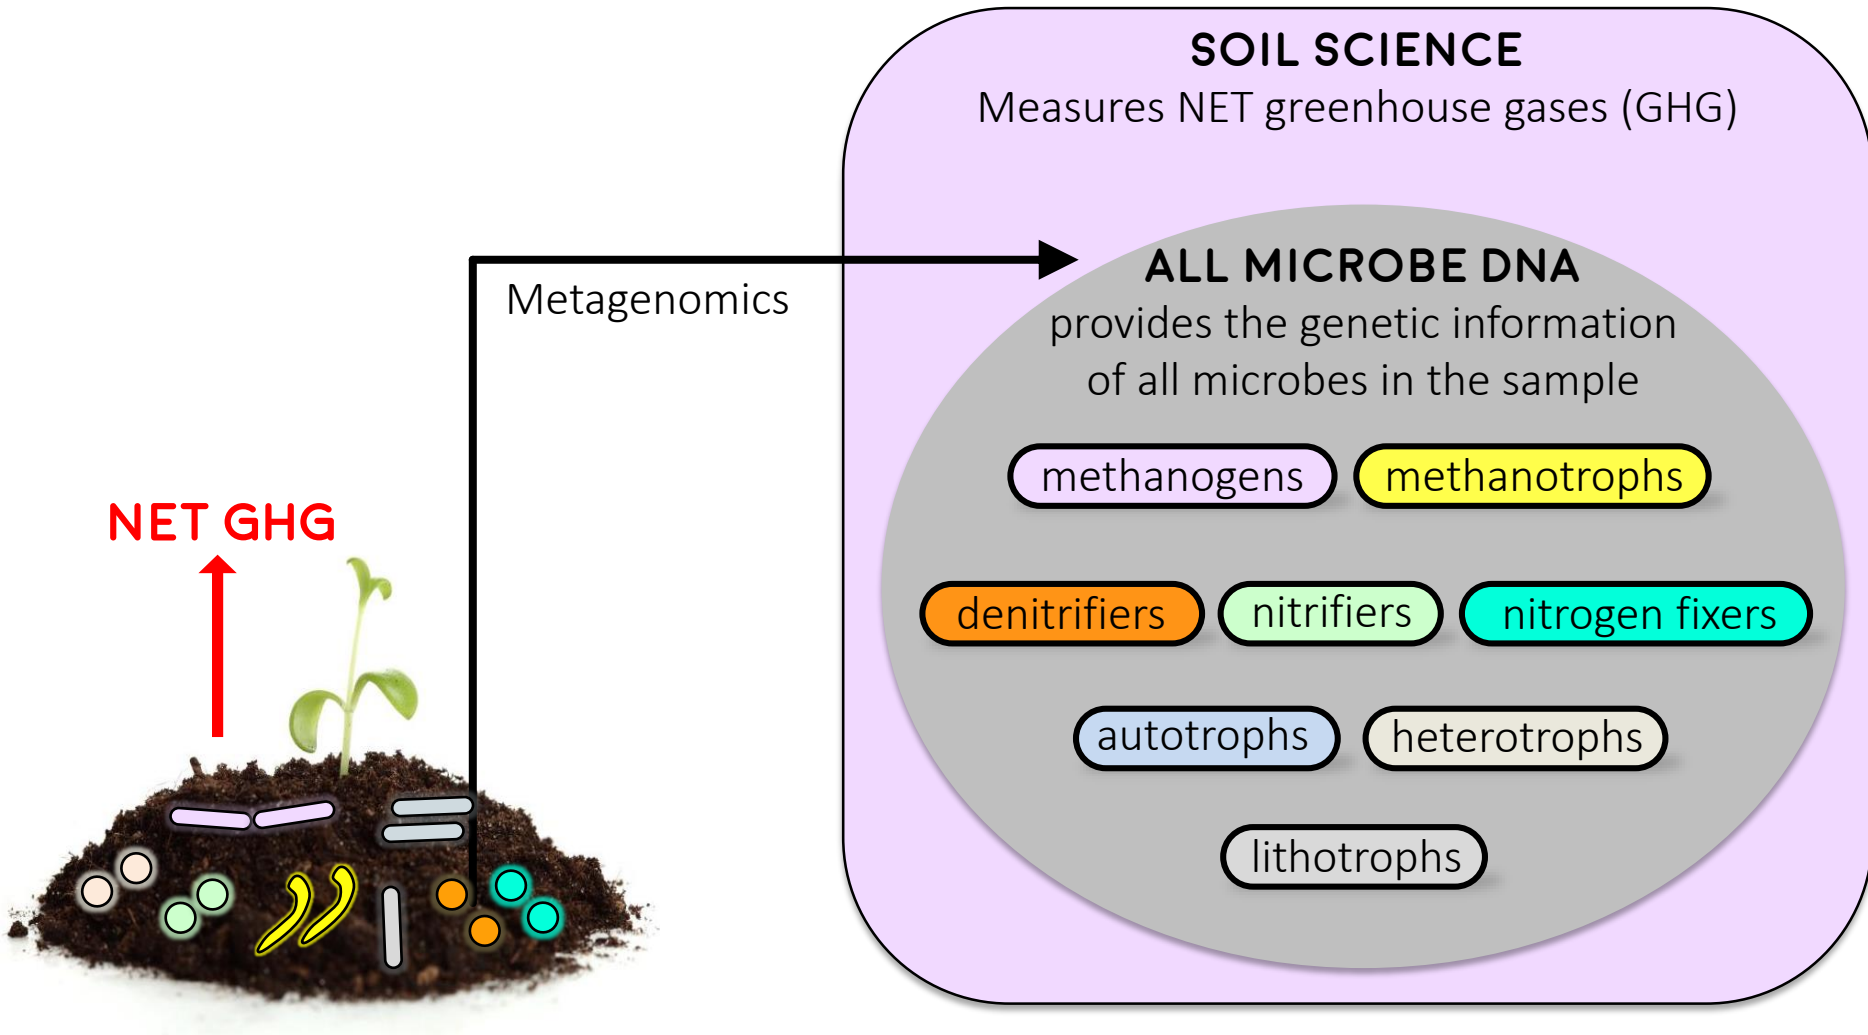 SOIL SCIENCE
Measures NET greenhouse gases (GHG)
ALL MICROBE DNA
provides the genetic information
of all microbes in the sample
Metagenomics
methanogens
methanotrophs
NET GHG
denitrifiers
nitrifiers
nitrogen fixers
autotrophs
heterotrophs
lithotrophs